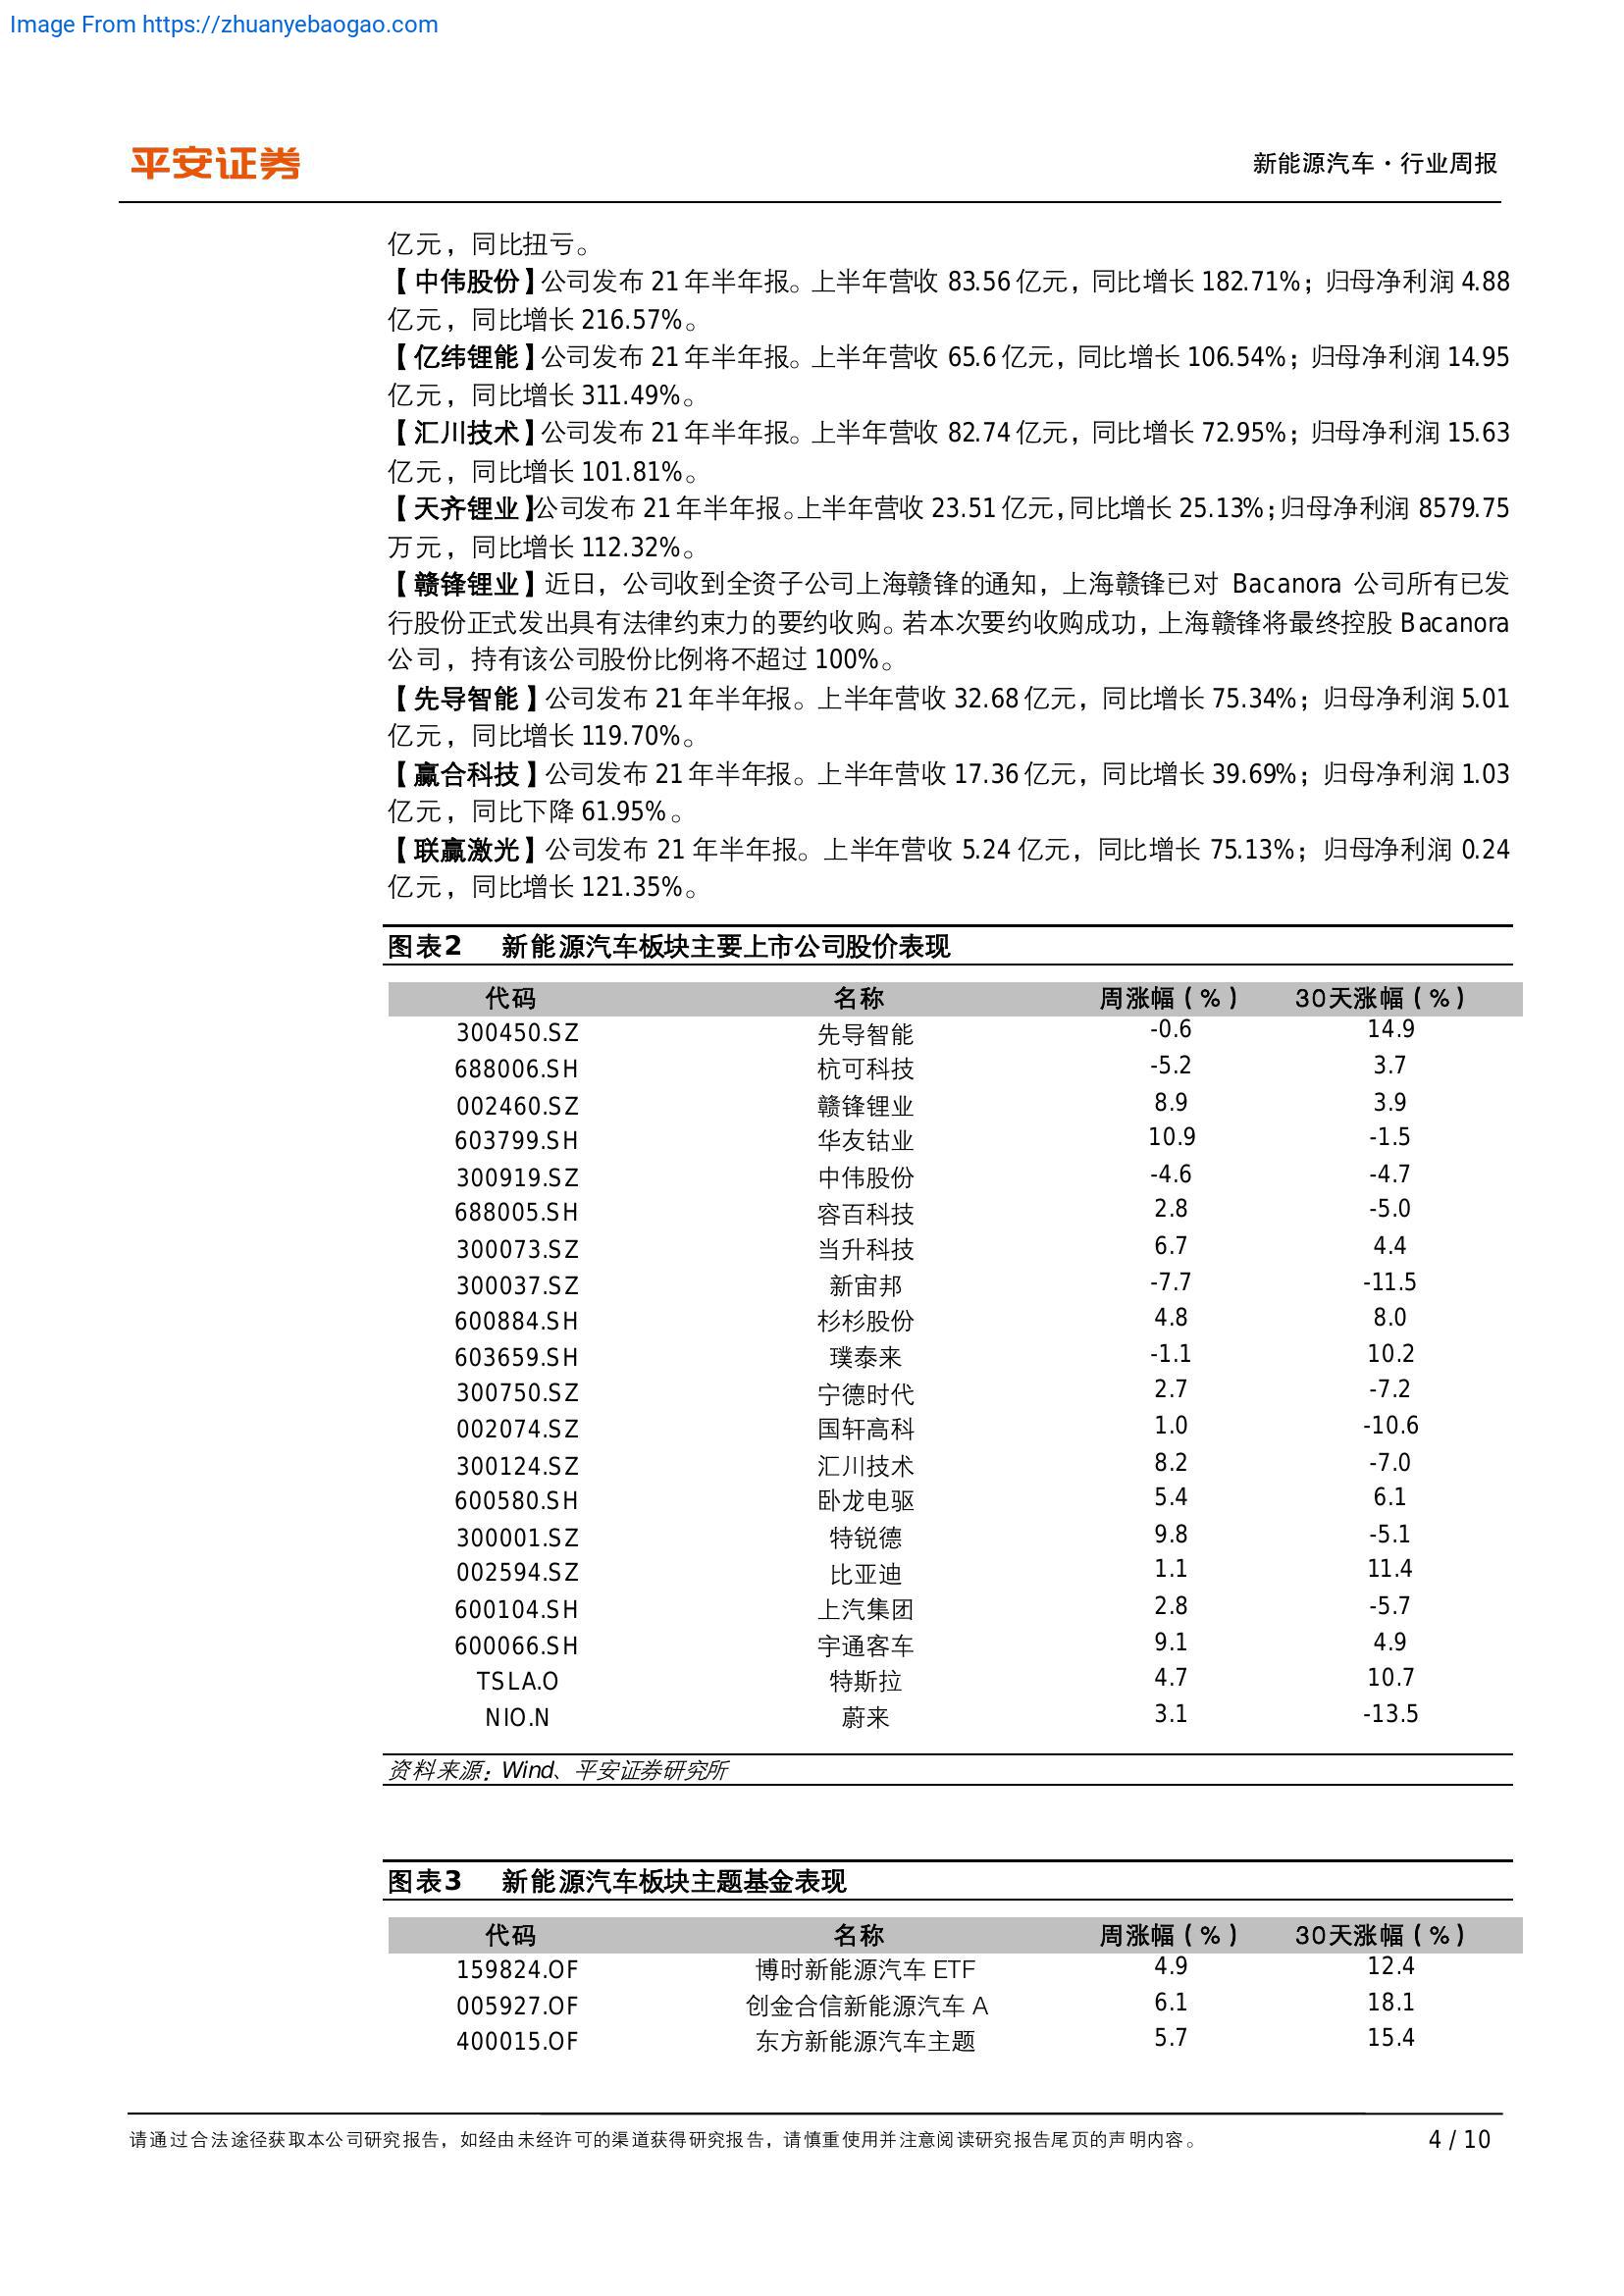 Image From https://zhuanyebaogao.com
平安证券
新能源汽车·行业周报
亿元，同比扭亏。
【中伟股份】公司发布 21 年半年报。上半年营收 83.56 亿元，同比增长 182.71%；归母净利润 4.88
亿元，同比增长 216.57%。
【亿纬锂能】公司发布 21 年半年报。上半年营收 65.6 亿元，同比增长 106.54%；归母净利润 14.95
亿元，同比增长 311.49%。
【汇川技术】公司发布 21 年半年报。上半年营收 82.74 亿元，同比增长 72.95%；归母净利润 15.63
亿元，同比增长 101.81%。
【天齐锂业】公司发布 21 年半年报。上半年营收 23.51 亿元，同比增长 25.13%；归母净利润 8579.75
万元，同比增长 112.32%。
【赣锋锂业】近日，公司收到全资子公司上海赣锋的通知，上海赣锋已对 Bacanora 公司所有已发
行股份正式发出具有法律约束力的要约收购。若本次要约收购成功，上海赣锋将最终控股 Bacanora
公司，持有该公司股份比例将不超过 100%。
【先导智能】公司发布 21 年半年报。上半年营收 32.68 亿元，同比增长 75.34%；归母净利润 5.01
亿元，同比增长 119.70%。
【赢合科技】公司发布 21 年半年报。上半年营收 17.36 亿元，同比增长 39.69%；归母净利润 1.03
亿元，同比下降 61.95%。
【联赢激光】公司发布 21 年半年报。上半年营收 5.24 亿元，同比增长 75.13%；归母净利润 0.24
亿元，同比增长 121.35%。
图表2 新能源汽车板块主要上市公司股价表现
代码 名称 周涨幅（%） 30天涨幅（%）
300450.SZ 先导智能 -0.6 14.9
688006.SH 杭可科技 -5.2 3.7
002460.SZ 赣锋锂业 8.9 3.9
603799.SH 华友钴业 10.9 -1.5
300919.SZ 中伟股份 -4.6 -4.7
688005.SH 容百科技 2.8 -5.0
300073.SZ 当升科技 6.7 4.4
300037.SZ 新宙邦 -7.7 -11.5
600884.SH 杉杉股份 4.8 8.0
603659.SH 璞泰来 -1.1 10.2
300750.SZ 宁德时代 2.7 -7.2
002074.SZ 国轩高科 1.0 -10.6
300124.SZ 汇川技术 8.2 -7.0
600580.SH 卧龙电驱 5.4 6.1
300001.SZ 特锐德 9.8 -5.1
002594.SZ 比亚迪 1.1 11.4
600104.SH 上汽集团 2.8 -5.7
600066.SH 宇通客车 9.1 4.9
TSLA.O 特斯拉 4.7 10.7
NIO.N 蔚来 3.1 -13.5
资料来源：Wind、平安证券研究所
图表3 新能源汽车板块主题基金表现
代码 名称 周涨幅（%） 30天涨幅（%）
159824.OF 博时新能源汽车 ETF 4.9 12.4
005927.OF 创金合信新能源汽车 A 6.1 18.1
400015.OF 东方新能源汽车主题 5.7 15.4
请通过合法途径获取本公司研究报告，如经由未经许可的渠道获得研究报告，请慎重使用并注意阅读研究报告尾页的声明内容。 4 / 10